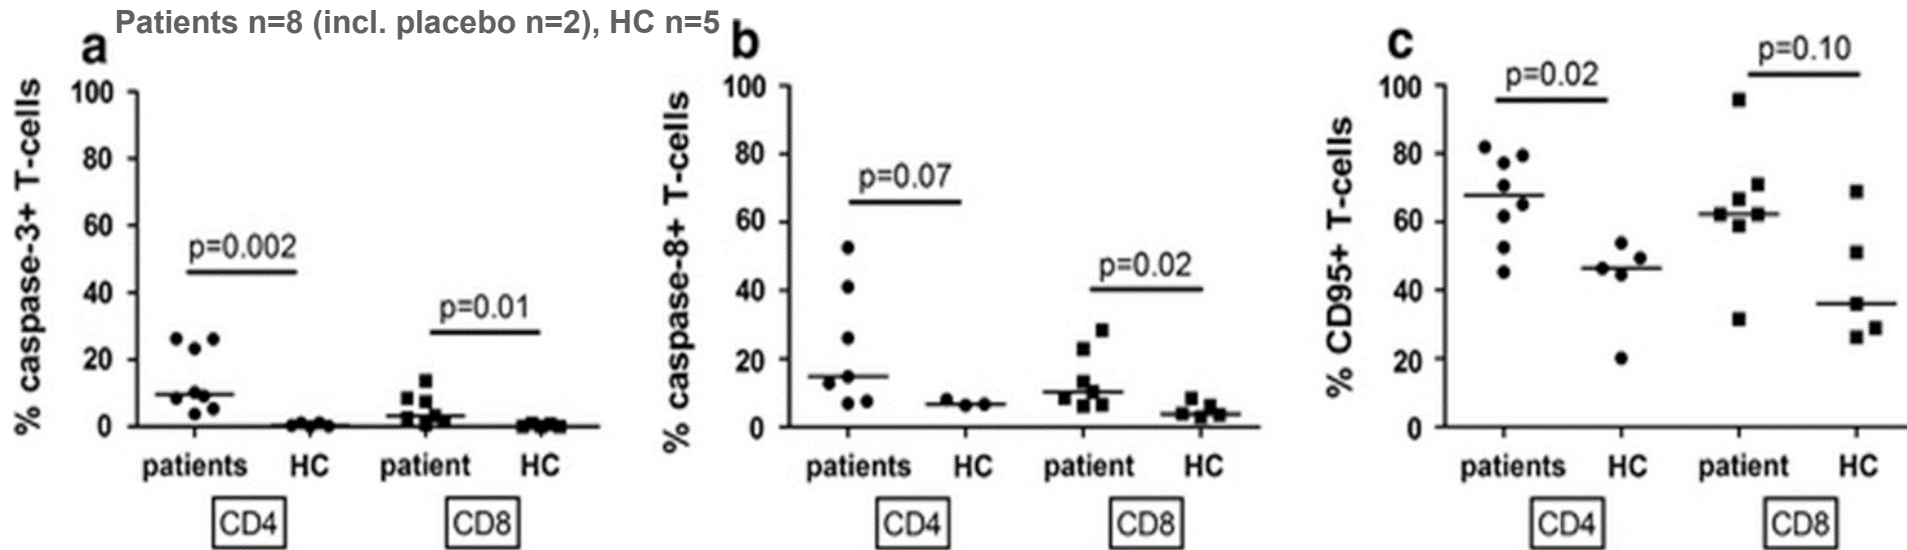 Patients n=8 (incl. placebo n=2), HC n=5
a
% caspase-3+ T-cells
100
80
60
40
20
0
p=0.002
p=0.01
patients HC patient HC
CD4 CD8
b
% caspase-8+ T-cells
100
80
60
40
20
0
p=0.07
p=0.02
patients HC patient HC
CD4 CD8
c
% CD95+ T-cells
100
80
60
40
20
0
p=0.02
p=0.10
patients HC patient HC
CD4 CD8